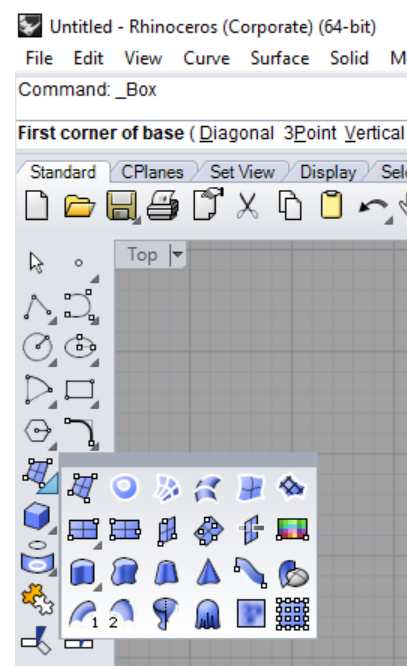 Untitled - Rhinoceros (Corporate) (64-bit)
File Edit View Curve Surface Solid M
Command: _Box
First corner of base ( Diagonal 3Point Vertical
Standard CPlanes Set View Display Sele
Top
1 2